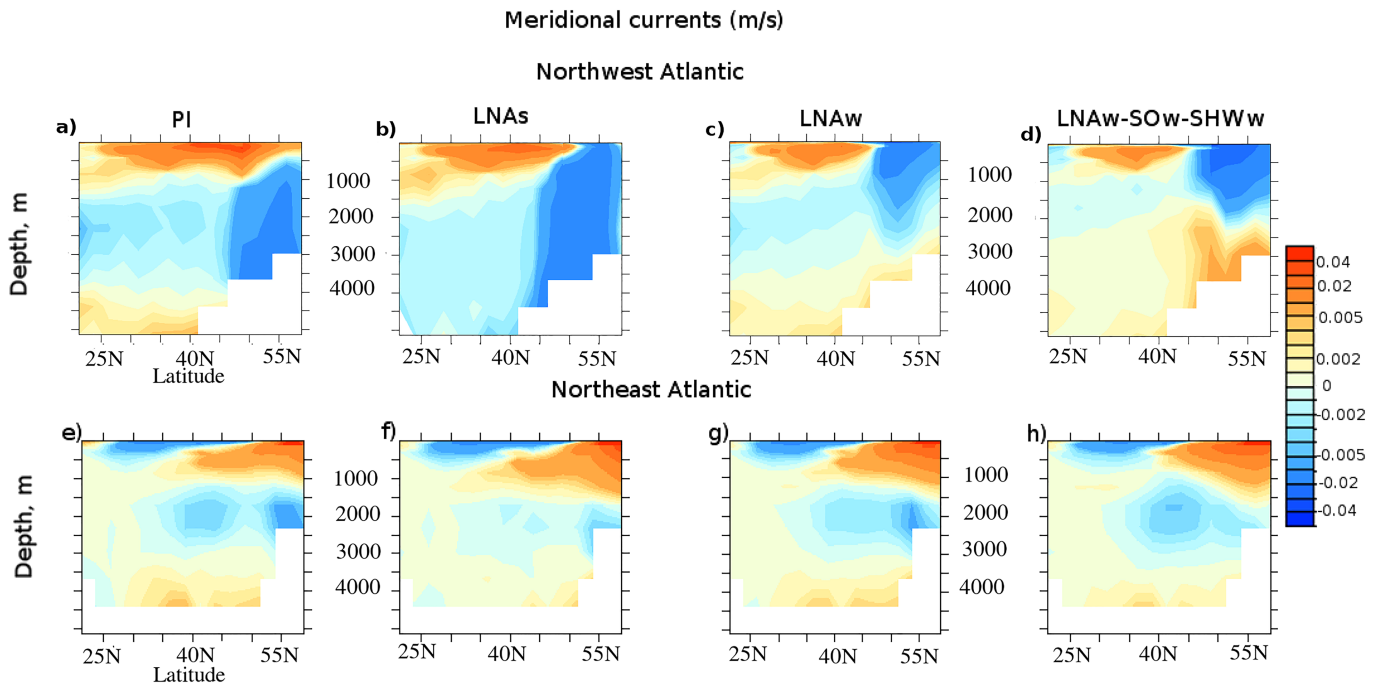 Meridional currents (m/s)
Northwest Atlantic
a) PI b) LNAs c) LNAw d) LNAw-SOw-SHWw
Depth, m
1000 1000
2000 2000
3000 3000
4000 4000
25N 40N 55N 25N 40N 55N 25N 40N 55N 25N 40N 55N
Latitude
0.04
0.02
0.005
0.002
0
-0.002
-0.005
-0.02
-0.04
Northeast Atlantic
e) f) g) h)
Depth, m
1000 1000
2000 2000
3000 3000
4000 4000
25N 40N 55N 25N 40N 55N 25N 40N 55N 25N 40N 55N
Latitude